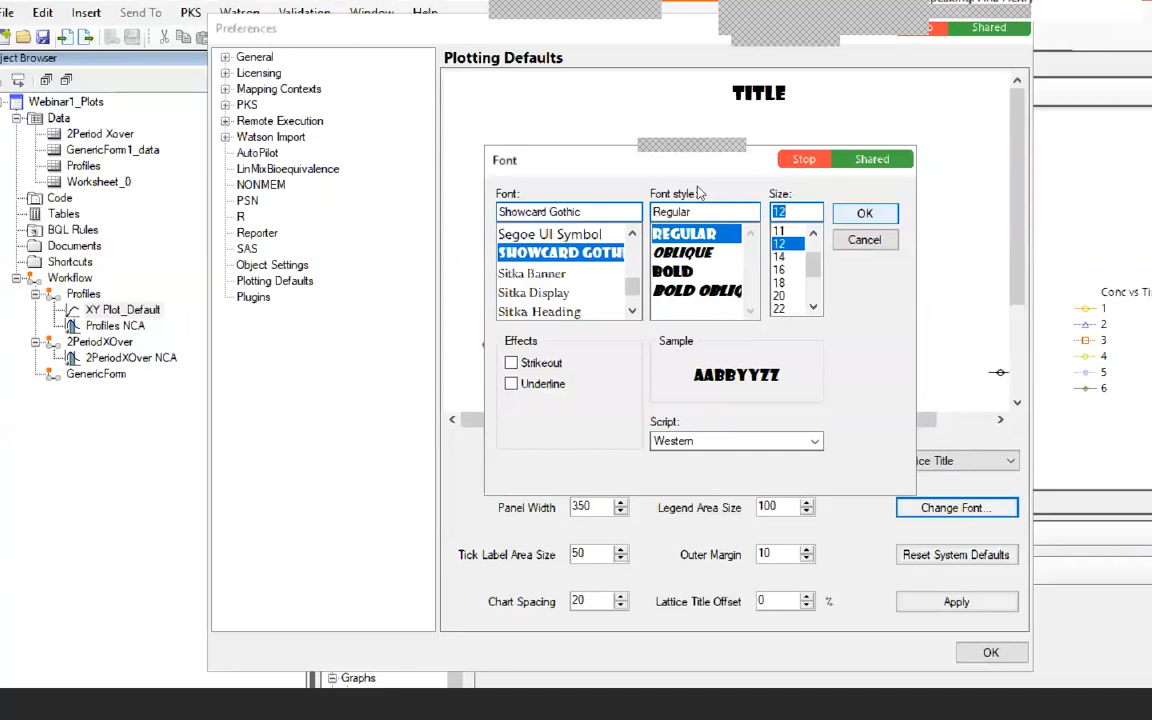 File Edit Insert Send To PKS Watson Validation Window Help
Shared
Object Browser
Webinar1_Plots
Data
2Period Xover
GenericForm1_data
Profiles
Worksheet_0
Code
Tables
BQL Rules
Documents
Shortcuts
Workflow
Profiles
XY Plot_Default
Profiles NCA
2PeriodXOver
2PeriodXOver NCA
GenericForm
Preferences
General
Licensing
Mapping Contexts
PKS
Remote Execution
Watson Import
AutoPilot
LinMixBioequivalence
NONMEM
PSN
R
Reporter
SAS
Object Settings
Plotting Defaults
Plugins
Plotting Defaults
TITLE
Font
Stop Shared
Font: Font style: Size:
Showcard Gothic Regular 12
Segoe UI Symbol
SHOWCARD GOTHI
Sitka Banner
Sitka Display
Sitka Heading
REGULAR
OBLIQUE
BOLD
BOLD OBLIQ
11
12
14
16
18
20
22
OK
Cancel
Effects
Strikeout
Underline
Sample
AABBYYZZ
Script:
Western
ice Title
Panel Width 350 Legend Area Size 100 Change Font...
Tick Label Area Size 50 Outer Margin 10 Reset System Defaults
Chart Spacing 20 Lattice Title Offset 0 % Apply
OK
Conc vs Ti
1
2
3
4
5
6
Graphs